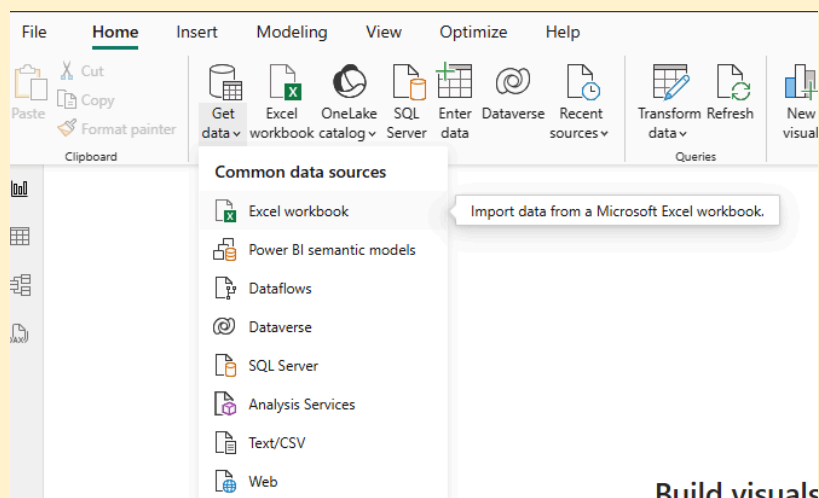 File Home Insert Modeling View Optimize Help
Paste
Cut
Copy
Format painter
Clipboard
Get data
Excel workbook
OneLake catalog
SQL Server
Enter data
Dataverse
Recent sources
Transform data
Refresh
Queries
New visual
Common data sources
Excel workbook
Import data from a Microsoft Excel workbook.
Power BI semantic models
Dataflows
Dataverse
SQL Server
Analysis Services
Text/CSV
Web
Build visuals